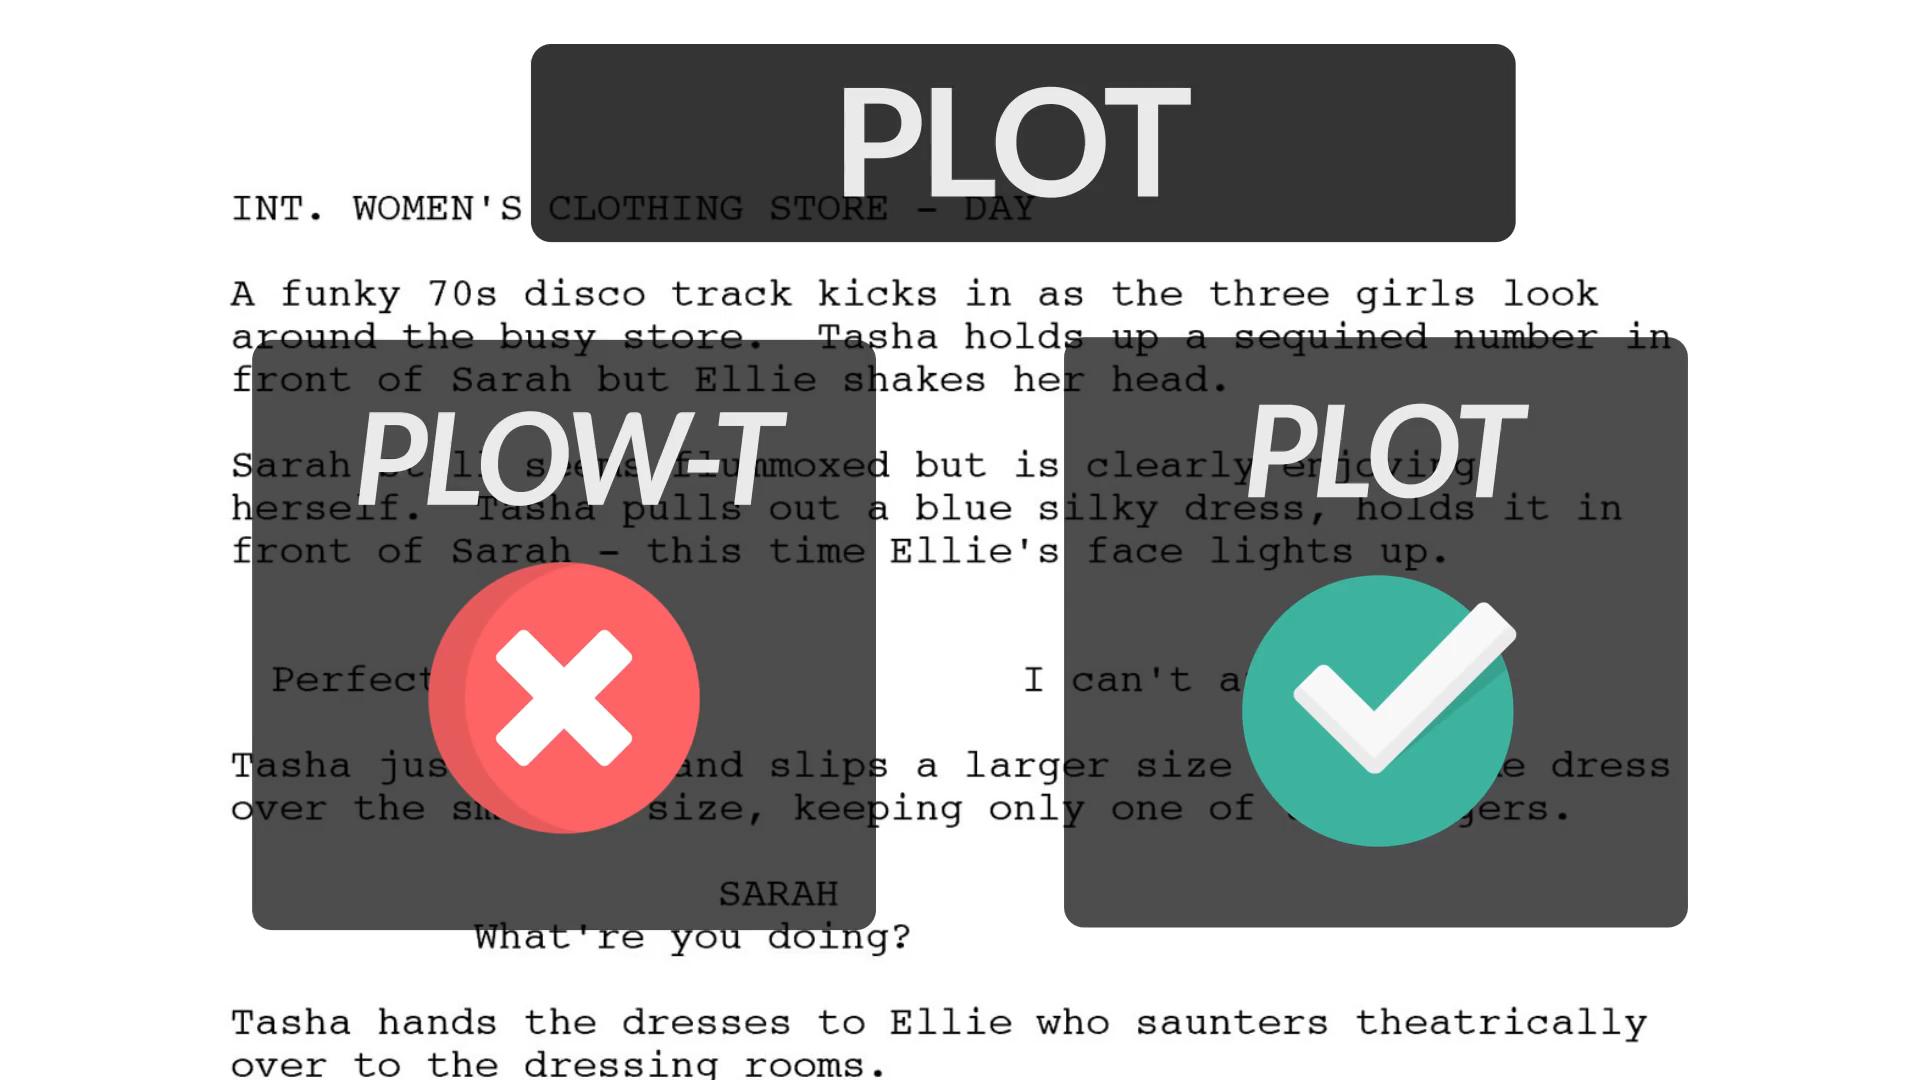 PLOT
INT. WOMEN'S CLOTHING STORE - DAY
A funky 70s disco track kicks in as the three girls look
around the busy store. Tasha holds up a sequined number in
front of Sarah but Ellie shakes her head.
PLOW-T
PLOT
Sarah still seems flummoxed but is clearly enjoying
herself. Tasha pulls out a blue silky dress, holds it in
front of Sarah - this time Ellie's face lights up.
Perfect I can't a
Tasha jus and slips a larger size dress
over the size, keeping only one of
SARAH
What're you doing?
Tasha hands the dresses to Ellie who saunters theatrically
over to the dressing rooms.